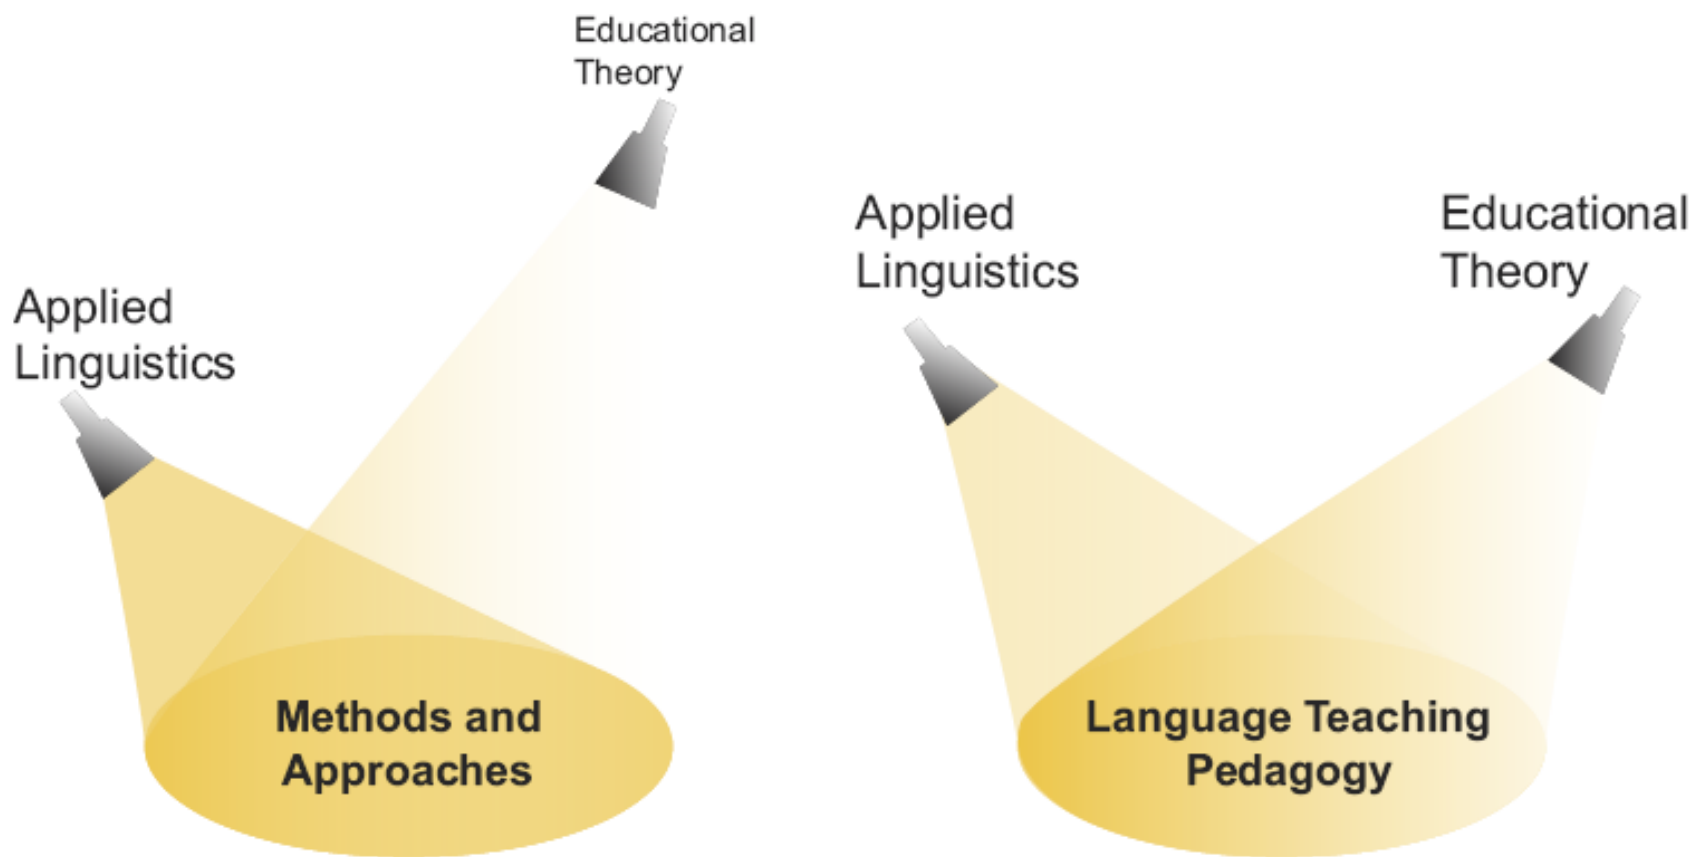 Educational
Theory
Applied
Linguistics
Methods and
Approaches
Applied
Linguistics
Educational
Theory
Language Teaching
Pedagogy